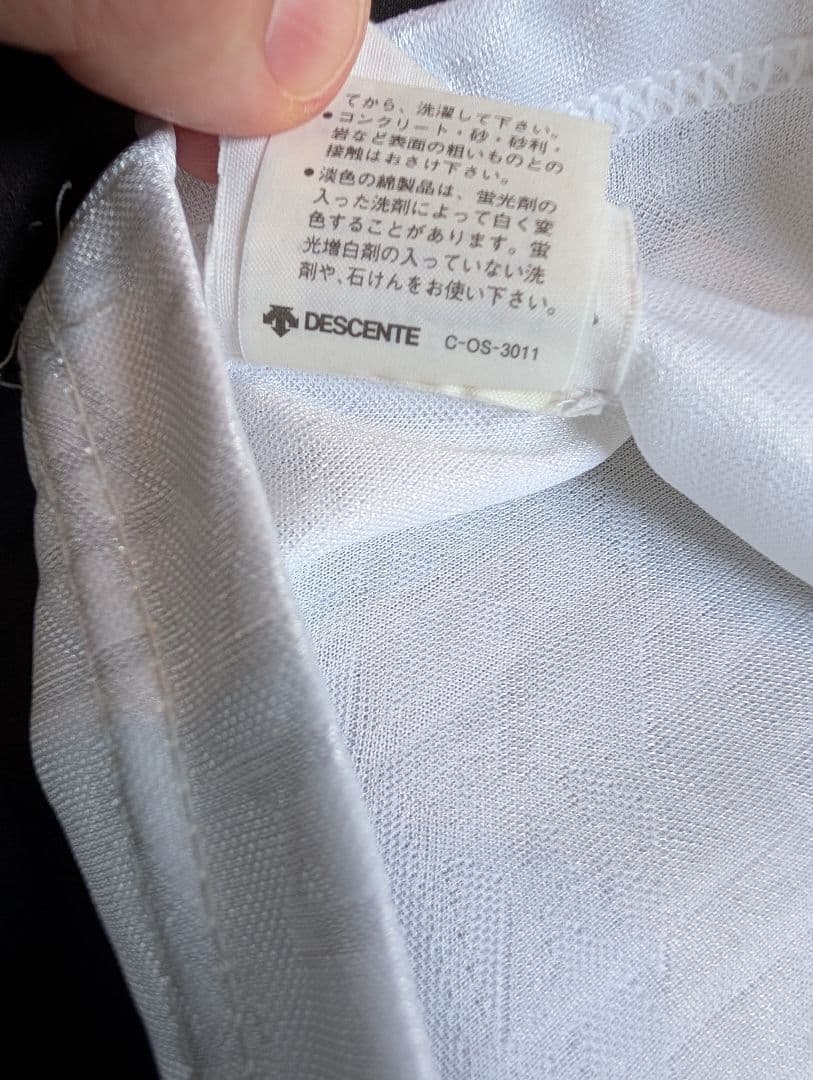 てから、洗濯して下さい。
●コンクリート・砂・砂利・
岩など表面の粗いものとの
接触はおさけ下さい。
●淡色の綿製品は、蛍光剤の
入った洗剤によって白く変
色することがあります。蛍
光増白剤の入っていない洗
剤や、石けんをお使い下さい。
DESCENTE C-OS-3011